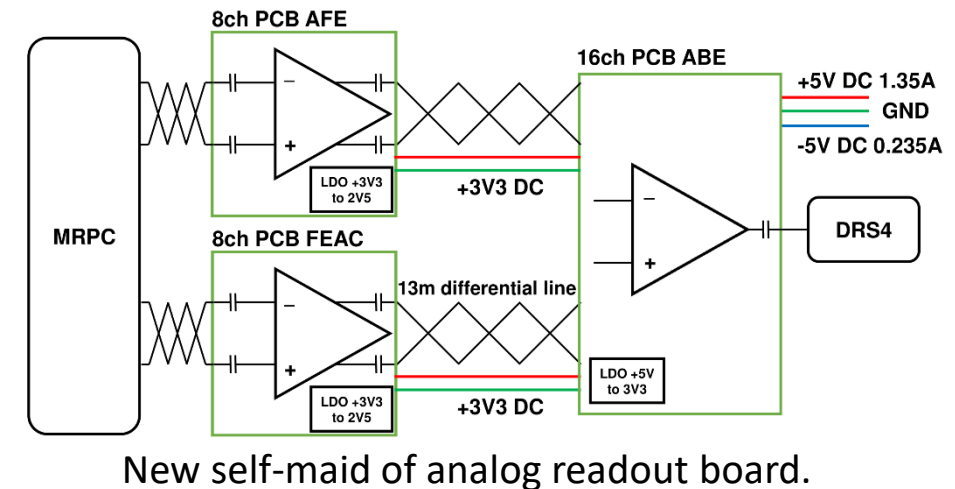 8ch PCB AFE
16ch PCB ABE
+5V DC 1.35A
GND
-5V DC 0.235A
−
+
LDO +3V3
to 2V5
+3V3 DC
MRPC
−
+
DRS4
8ch PCB FEAC
13m differential line
−
+
LDO +3V3
to 2V5
+3V3 DC
LDO +5V
to 3V3
New self-maid of analog readout board.